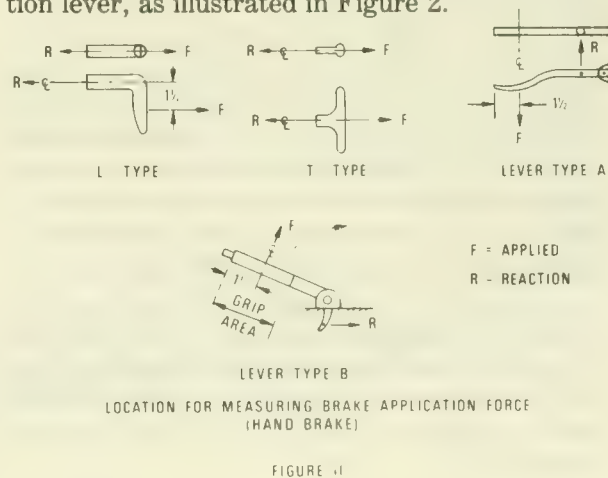 tion lever, as illustrated in Figure 2.
R F
R ȼ 1½ F
L TYPE
R F
R ȼ F
T TYPE
ȼ R
1½
F
LEVER TYPE A
F
1"
GRIP
AREA
R
F = APPLIED
R - REACTION
LEVER TYPE B
LOCATION FOR MEASURING BRAKE APPLICATION FORCE
(HAND BRAKE)
FIGURE